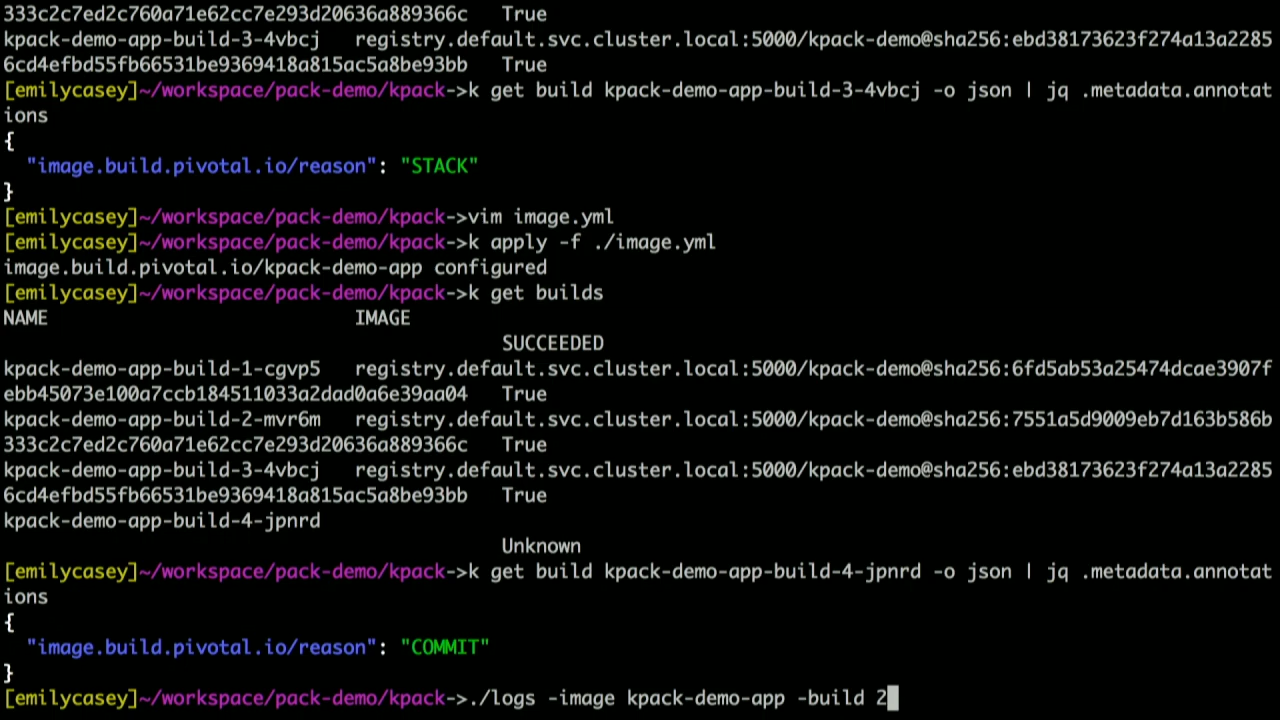 333c2c7ed2c760a71e62cc7e293d20636a889366c   True
kpack-demo-app-build-3-4vbcj   registry.default.svc.cluster.local:5000/kpack-demo@sha256:ebd38173623f274a13a2285
6cd4efbd55fb66531be9369418a815ac5a8be93bb   True
[emilycasey]~/workspace/pack-demo/kpack->k get build kpack-demo-app-build-3-4vbcj -o json | jq .metadata.annotat
ions
{
  "image.build.pivotal.io/reason": "STACK"
}
[emilycasey]~/workspace/pack-demo/kpack->vim image.yml
[emilycasey]~/workspace/pack-demo/kpack->k apply -f ./image.yml
image.build.pivotal.io/kpack-demo-app configured
[emilycasey]~/workspace/pack-demo/kpack->k get builds
NAME                           IMAGE
                                            SUCCEEDED
kpack-demo-app-build-1-cgvp5   registry.default.svc.cluster.local:5000/kpack-demo@sha256:6fd5ab53a25474dcae3907f
ebb45073e100a7ccb184511033a2dad0a6e39aa04   True
kpack-demo-app-build-2-mvr6m   registry.default.svc.cluster.local:5000/kpack-demo@sha256:7551a5d9009eb7d163b586b
333c2c7ed2c760a71e62cc7e293d20636a889366c   True
kpack-demo-app-build-3-4vbcj   registry.default.svc.cluster.local:5000/kpack-demo@sha256:ebd38173623f274a13a2285
6cd4efbd55fb66531be9369418a815ac5a8be93bb   True
kpack-demo-app-build-4-jpnrd
                                            Unknown
[emilycasey]~/workspace/pack-demo/kpack->k get build kpack-demo-app-build-4-jpnrd -o json | jq .metadata.annotat
ions
{
  "image.build.pivotal.io/reason": "COMMIT"
}
[emilycasey]~/workspace/pack-demo/kpack->./logs -image kpack-demo-app -build 2